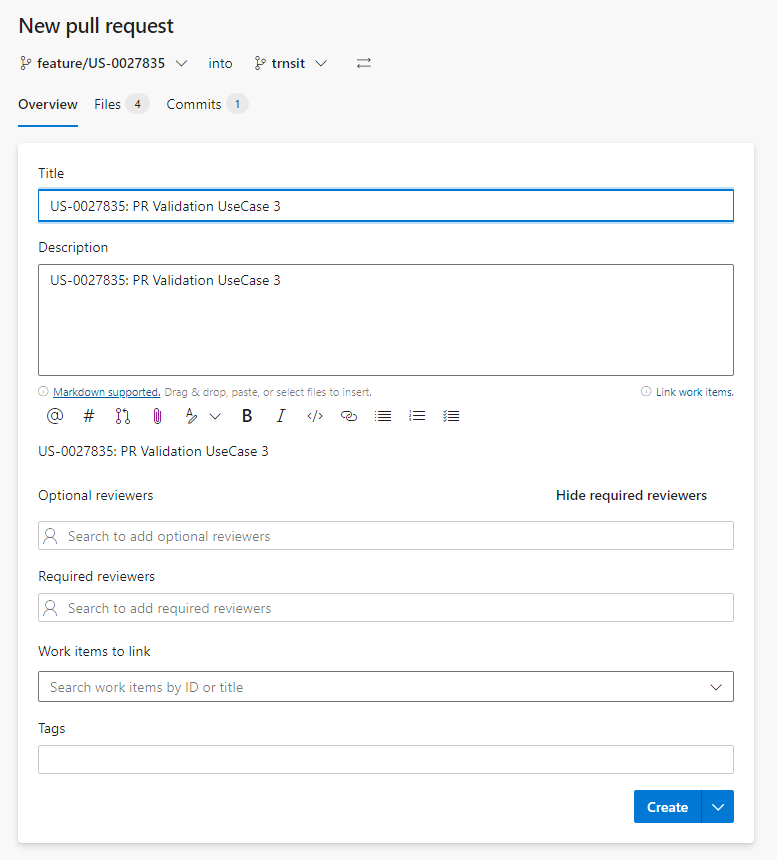 New pull request
feature/US-0027835 into trnsit
Overview Files 4 Commits 1
Title
US-0027835: PR Validation UseCase 3
Description
US-0027835: PR Validation UseCase 3
Markdown supported. Drag & drop, paste, or select files to insert. Link work items.
@ # B I </>
US-0027835: PR Validation UseCase 3
Optional reviewers Hide required reviewers
Search to add optional reviewers
Required reviewers
Search to add required reviewers
Work items to link
Search work items by ID or title
Tags
Create